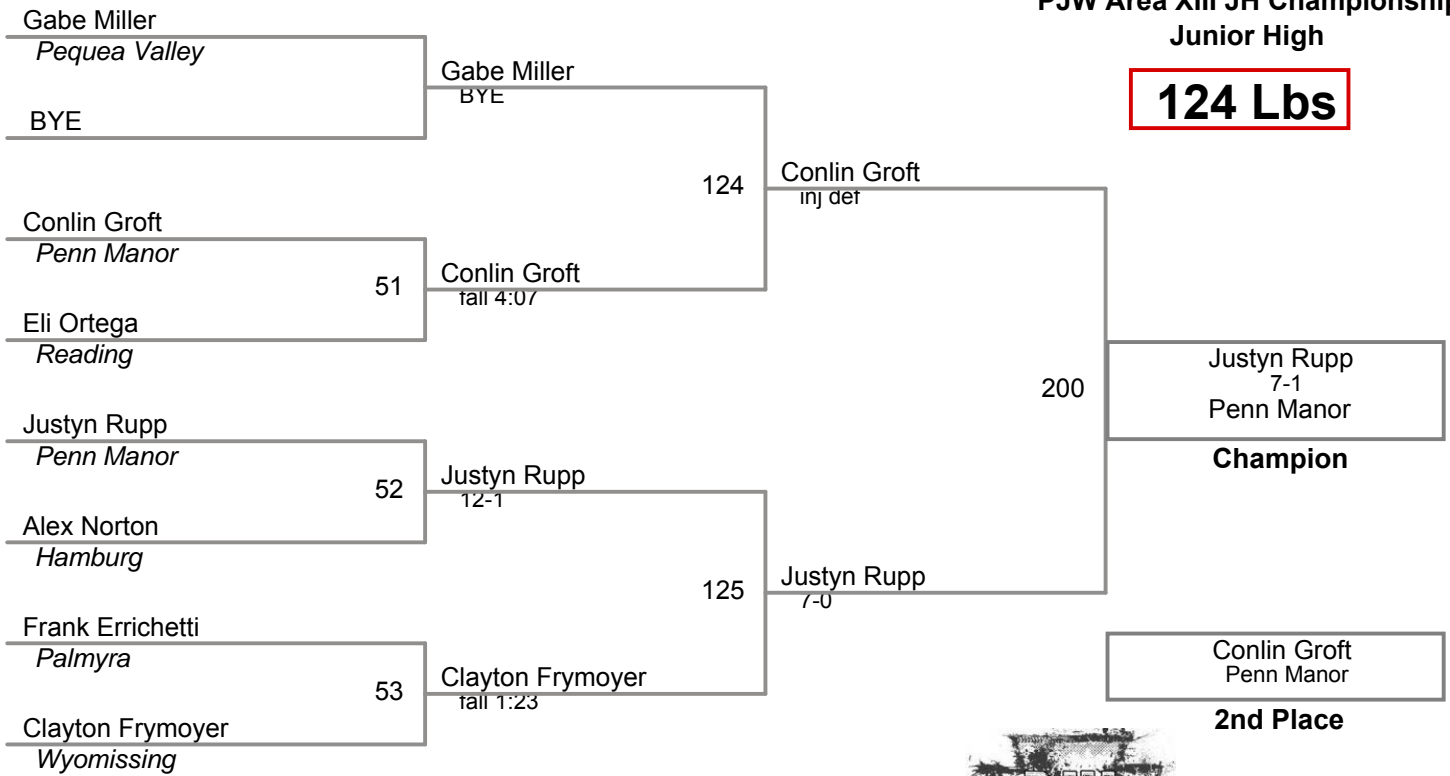 PJW Area XIII JH Championship
Junior High
124 Lbs
Gabe Miller
Pequea Valley
BYE
Conlin Groft
Penn Manor
51
Eli Ortega
Reading
Justyn Rupp
Penn Manor
52
Alex Norton
Hamburg
Frank Errichetti
Palmyra
53
Clayton Frymoyer
Wyomissing
Gabe Miller
BYE
124
Conlin Groft
fall 4:07
Justyn Rupp
12-1
125
Clayton Frymoyer
fall 1:23
Conlin Groft
inj def
200
Justyn Rupp
7-0
Justyn Rupp
7-1
Penn Manor
Champion
Conlin Groft
Penn Manor
2nd Place